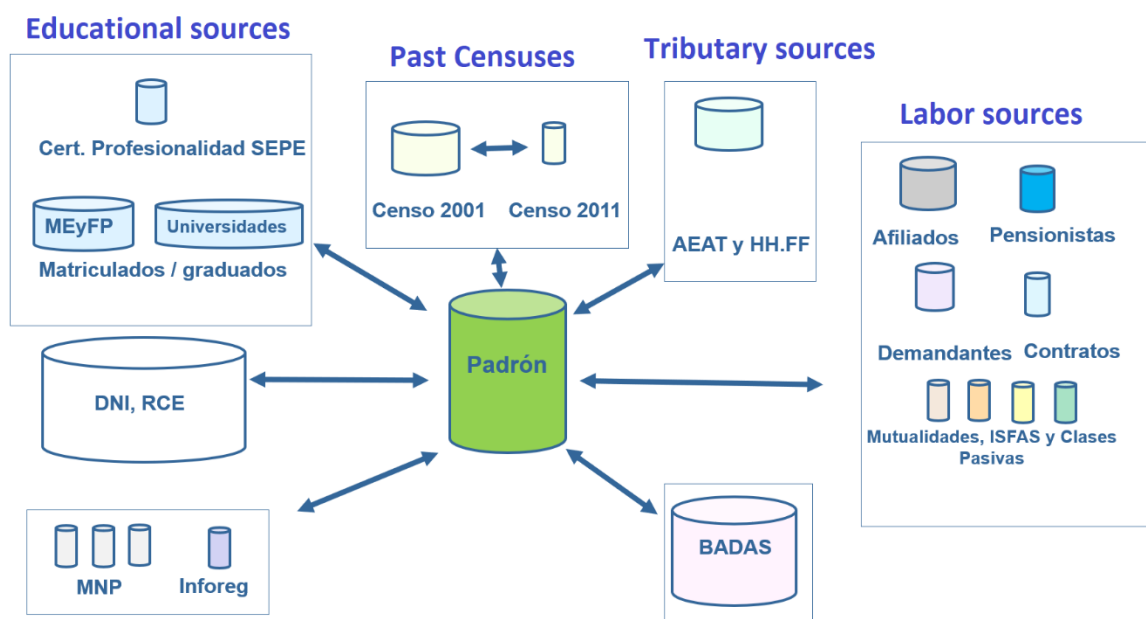 Educational sources
Cert. Profesionalidad SEPE
MEyFP
Universidades
Matriculados / graduados
Past Censuses
Censo 2001
Censo 2011
Tributary sources
AEAT y HH.FF
Labor sources
Afiliados
Pensionistas
Demandantes
Contratos
Mutualidades, ISFAS y Clases
Pasivas
Padrón
DNI, RCE
MNP
Inforeg
BADAS